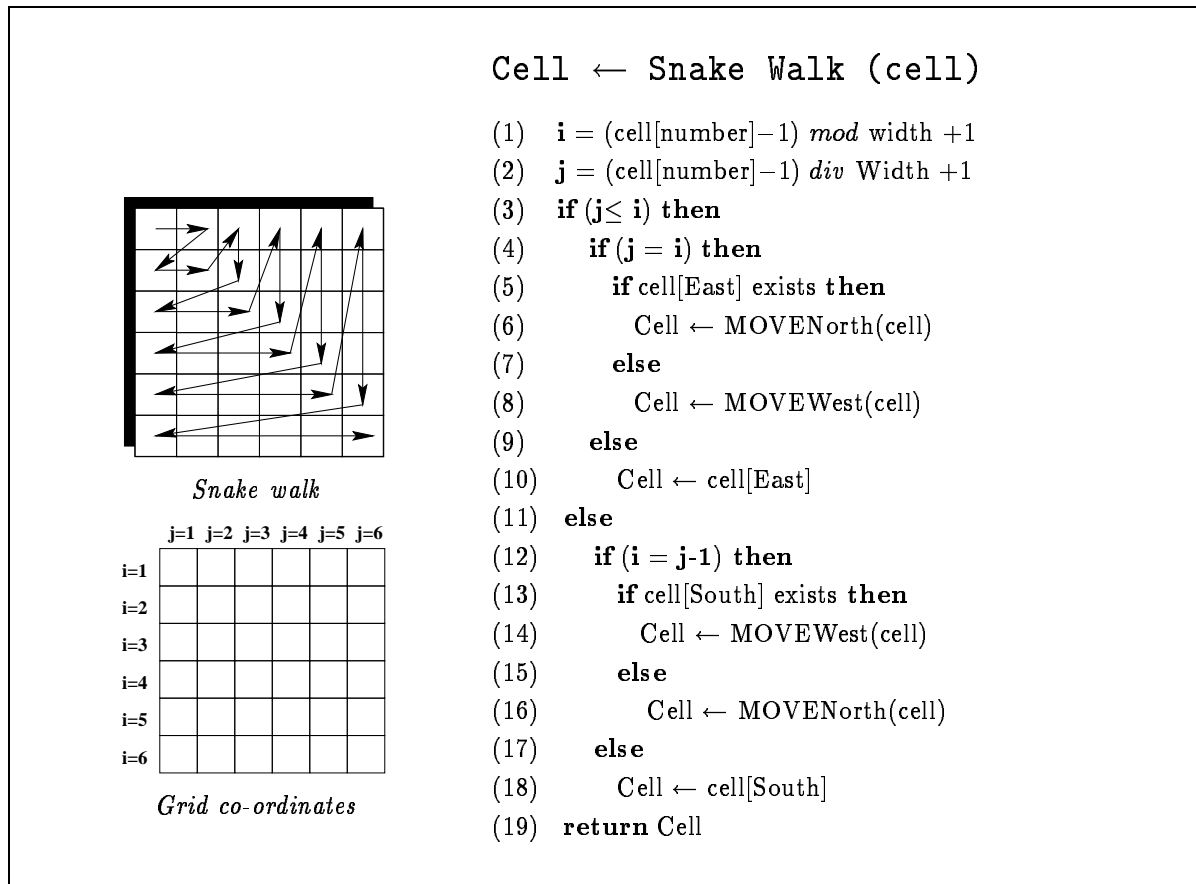 Cell ← Snake Walk (cell)
(1) i = (cell[number]−1) mod width +1
(2) j = (cell[number]−1) div Width +1
(3) if (j≤ i) then
(4) if (j = i) then
(5) if cell[East] exists then
(6) Cell ← MOVENorth(cell)
(7) else
(8) Cell ← MOVEWest(cell)
(9) else
(10) Cell ← cell[East]
(11) else
(12) if (i = j-1) then
(13) if cell[South] exists then
(14) Cell ← MOVEWest(cell)
(15) else
(16) Cell ← MOVENorth(cell)
(17) else
(18) Cell ← cell[South]
(19) return Cell
Snake walk
j=1 j=2 j=3 j=4 j=5 j=6
i=1
i=2
i=3
i=4
i=5
i=6
Grid co-ordinates